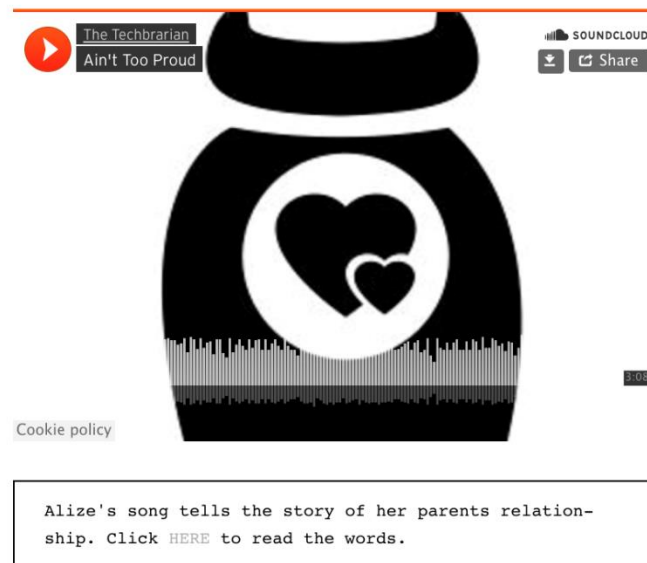 The Techbrarian
Ain't Too Proud
SOUNDCLOUD
Share
3:08
Cookie policy
Alize's song tells the story of her parents relation-
ship. Click HERE to read the words.